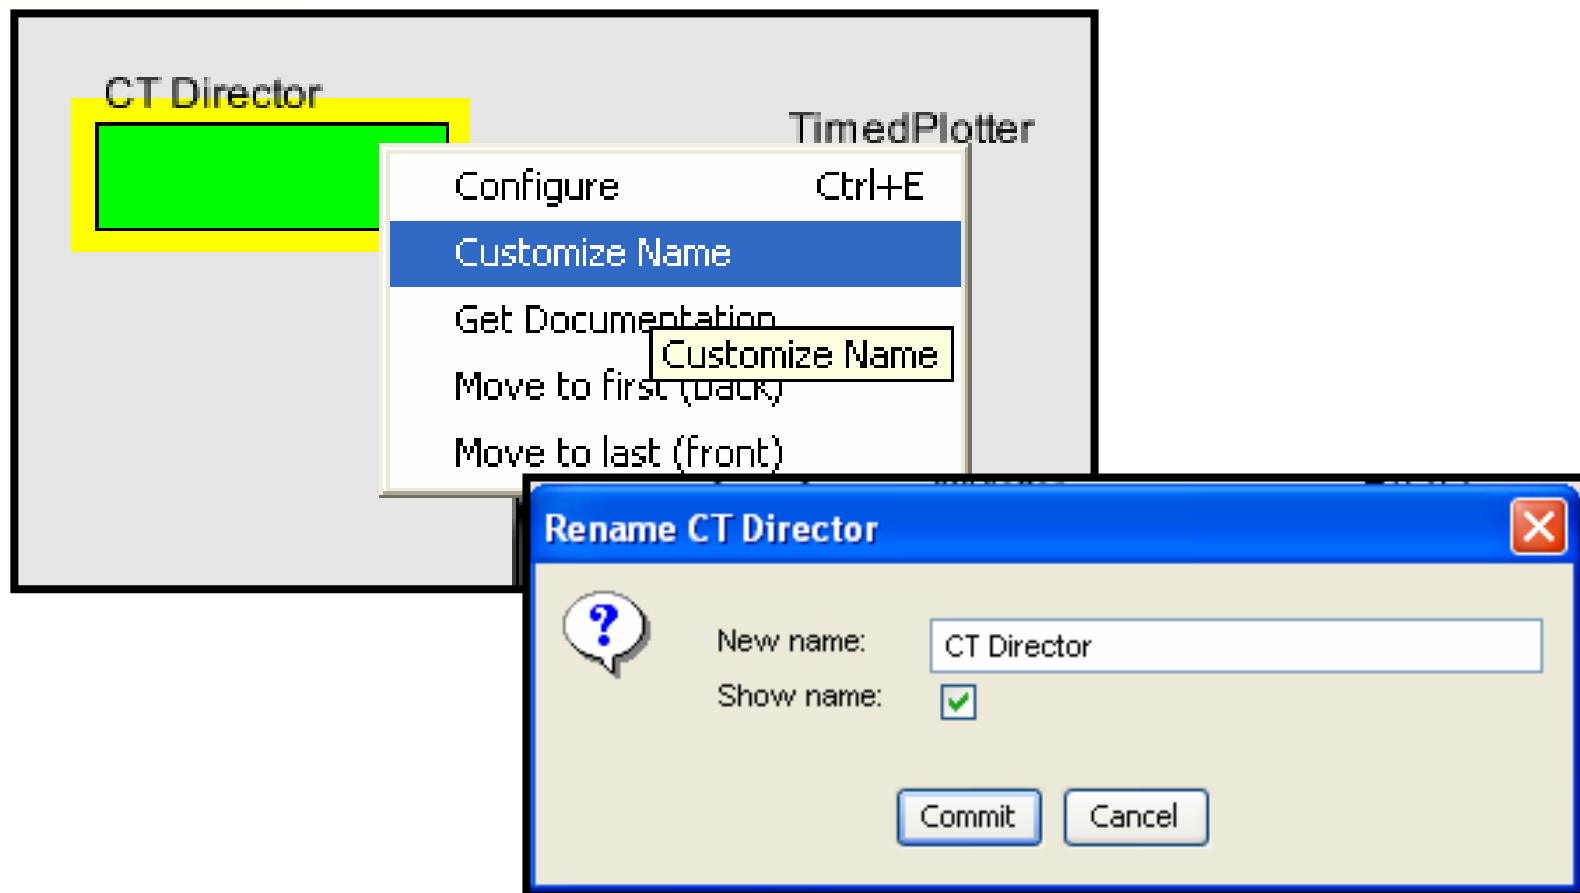 CT Director
TimedPlotter
Configure Ctrl+E
Customize Name
Get Documentation
Customize Name
Move to first (back)
Move to last (front)
Rename CT Director
New name: CT Director
Show name:
Commit Cancel